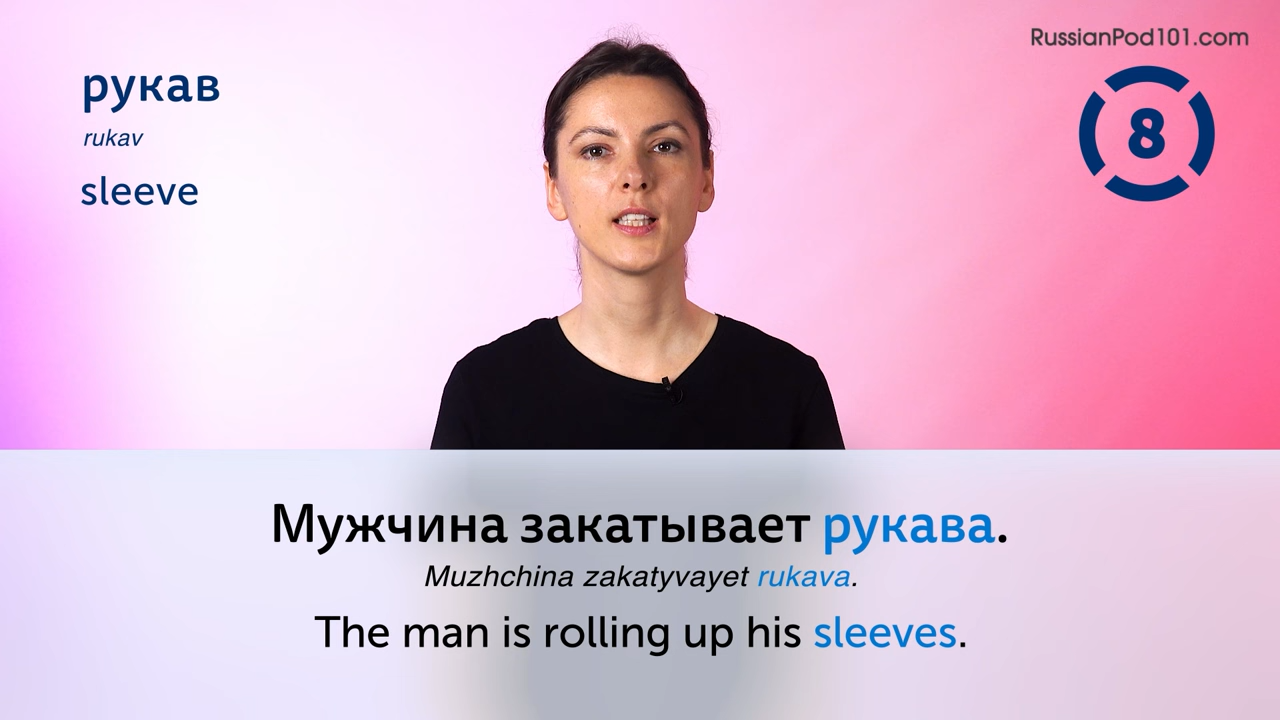 RussianPod101.com
рукав
rukav
sleeve
8
Мужчина закатывает рукава.
Muzhchina zakatyvayet rukava.
The man is rolling up his sleeves.